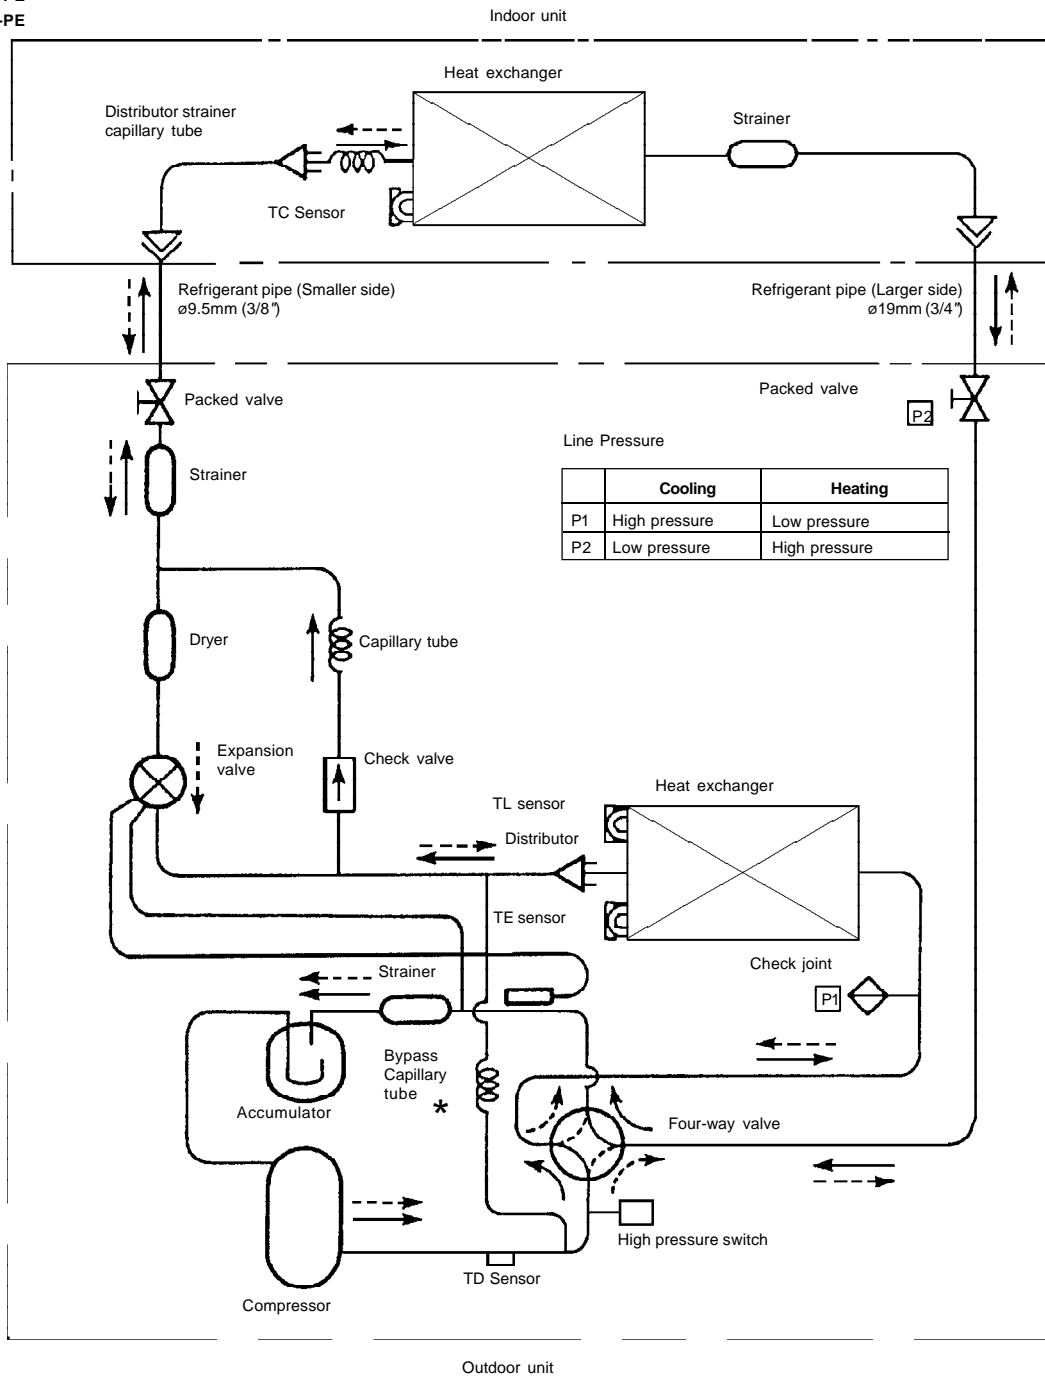 -PE
Indoor unit
Heat exchanger
Distributor strainer
capillary tube
Strainer
TC Sensor
Refrigerant pipe (Smaller side)
ø9.5mm (3/8″)
Refrigerant pipe (Larger side)
ø19mm (3/4″)
Packed valve
Packed valve
P2
Line Pressure
Strainer
Cooling Heating
P1 High pressure Low pressure
P2 Low pressure High pressure
Dryer
Capillary tube
Expansion
valve
Check valve
Heat exchanger
TL sensor
Distributor
TE sensor
Check joint
Strainer
P1
Bypass
Capillary
tube
*
Accumulator
Four-way valve
High pressure switch
TD Sensor
Compressor
Outdoor unit